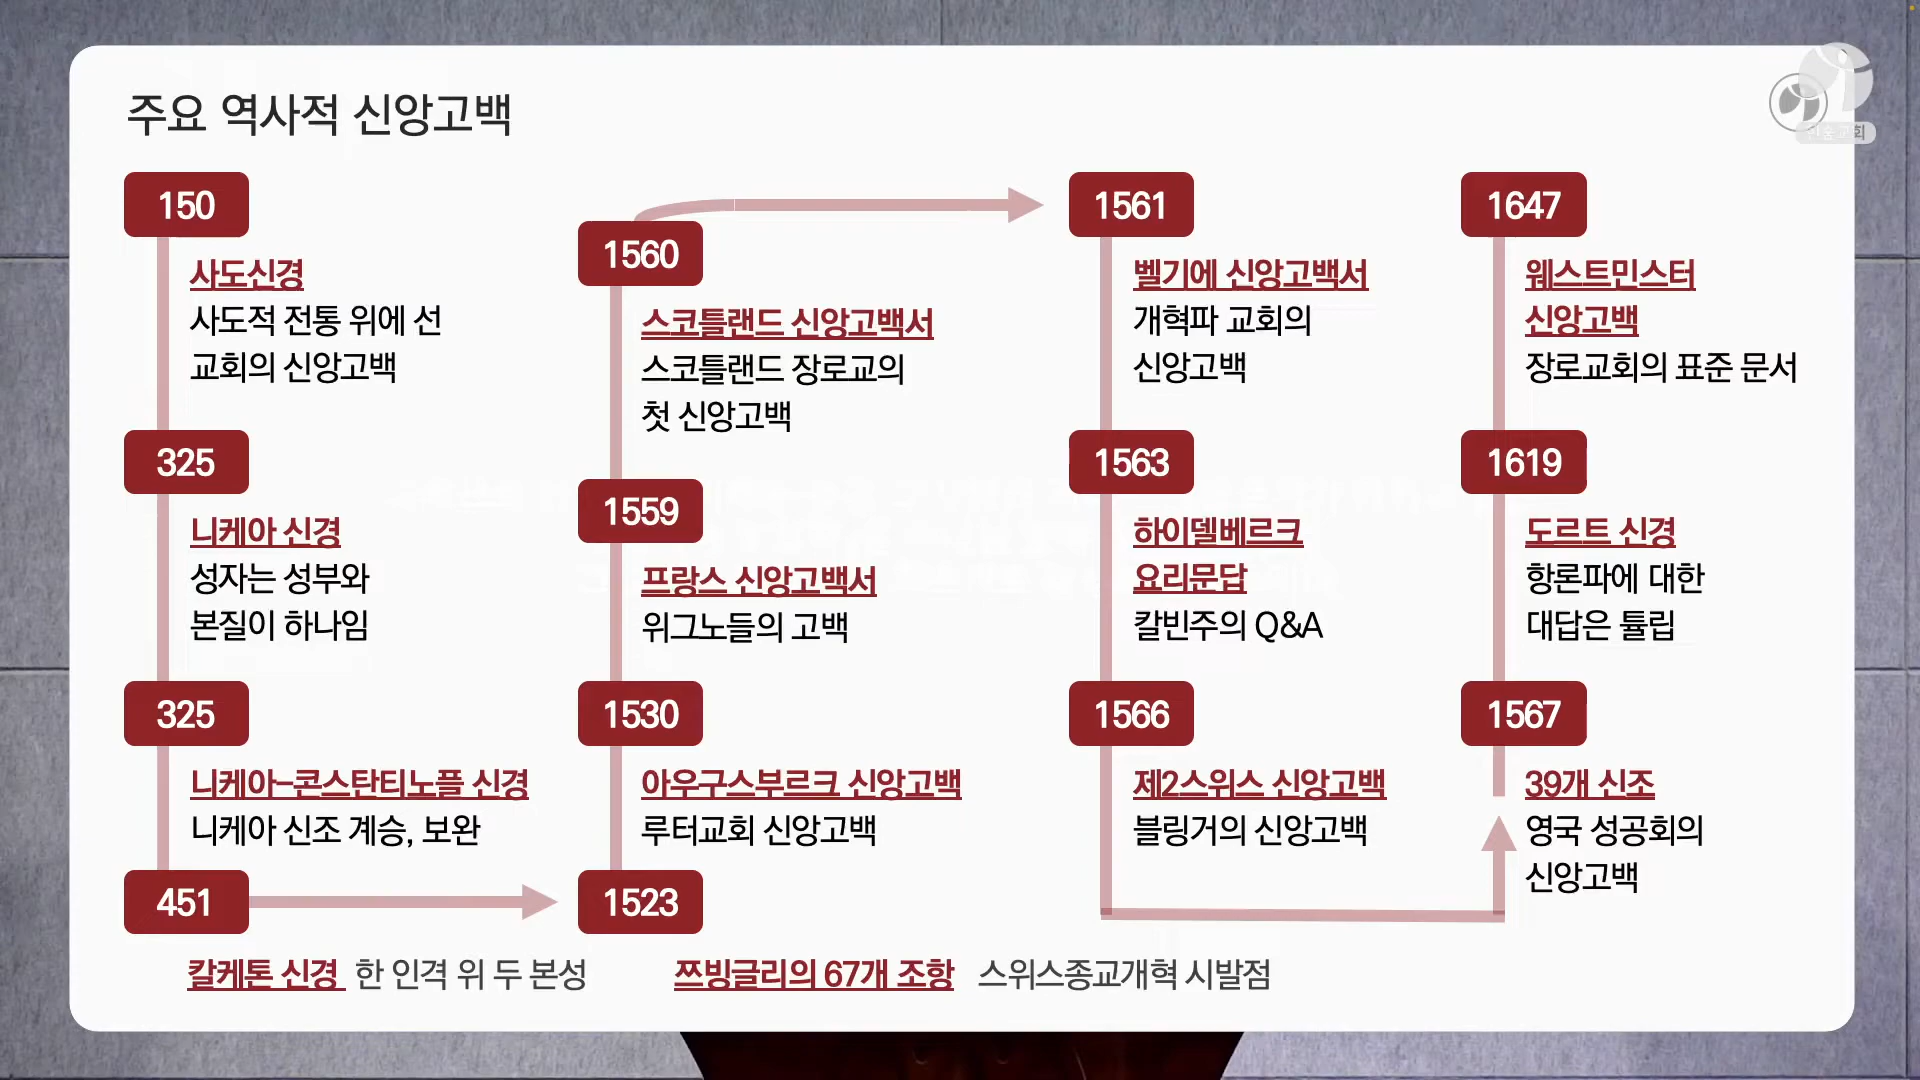 주요 역사적 신앙고백
150
사도신경
사도적 전통 위에 선
교회의 신앙고백
325
니케아 신경
성자는 성부와
본질이 하나임
325
니케아-콘스탄티노플 신경
니케아 신조 계승, 보완
451
칼케톤 신경 한 인격 위 두 본성
1523
쯔빙글리의 67개 조항 스위스종교개혁 시발점
1530
아우구스부르크 신앙고백
루터교회 신앙고백
1559
프랑스 신앙고백서
위그노들의 고백
1560
스코틀랜드 신앙고백서
스코틀랜드 장로교의
첫 신앙고백
1561
벨기에 신앙고백서
개혁파 교회의
신앙고백
1563
하이델베르크
요리문답
칼빈주의 Q&A
1566
제2스위스 신앙고백
블링거의 신앙고백
1567
39개 신조
영국 성공회의
신앙고백
1619
도르트 신경
항론파에 대한
대답은 튤립
1647
웨스트민스터
신앙고백
장로교회의 표준 문서